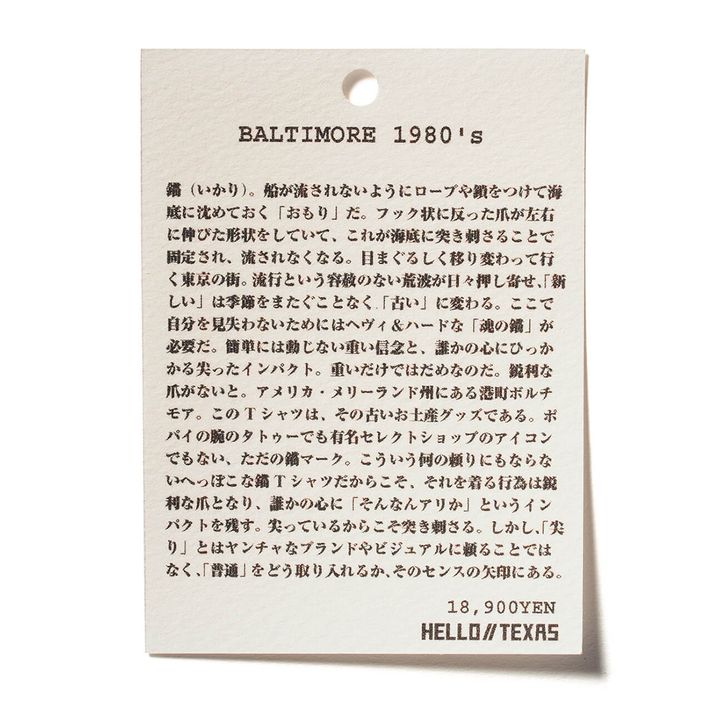 BALTIMORE 1980's
錨（いかり）。船が流されないようにロープや鎖をつけて海
底に沈めておく「おもり」だ。フック状に反った爪が左右
に伸びた形状をしていて、これが海底に突き刺さることで
固定され、流されなくなる。目まぐるしく移り変わって行
く東京の街。流行という容赦のない荒波が日々押し寄せ、「新
しい」は季節をまたぐことなく、「古い」に変わる。ここで
自分を見失わないためにはヘヴィ&ハードな「魂の錨」が
必要だ。簡単には動じない重い信念と、誰かの心にひっか
かる尖ったインパクト。重いだけではだめなのだ。鋭利な
爪がないと。アメリカ・メリーランド州にある港町ボルチ
モア。このTシャツは、その古いお土産グッズである。ポ
パイの腕のタトゥーでも有名セレクトショップのアイコン
でもない、ただの錨マーク。こういう何の頼りにもならな
いへっぽこな錨Tシャツだからこそ、それを着る行為は鋭
利な爪となり、誰かの心に「そんなんアリか」というイン
パクトを残す。尖っているからこそ突き刺さる。しかし、「尖
り」とはヤンチャなブランドやビジュアルに頼ることでは
なく、「普通」をどう取り入れるか、そのセンスの矢印にある。
18,900YEN
HELLO//TEXAS